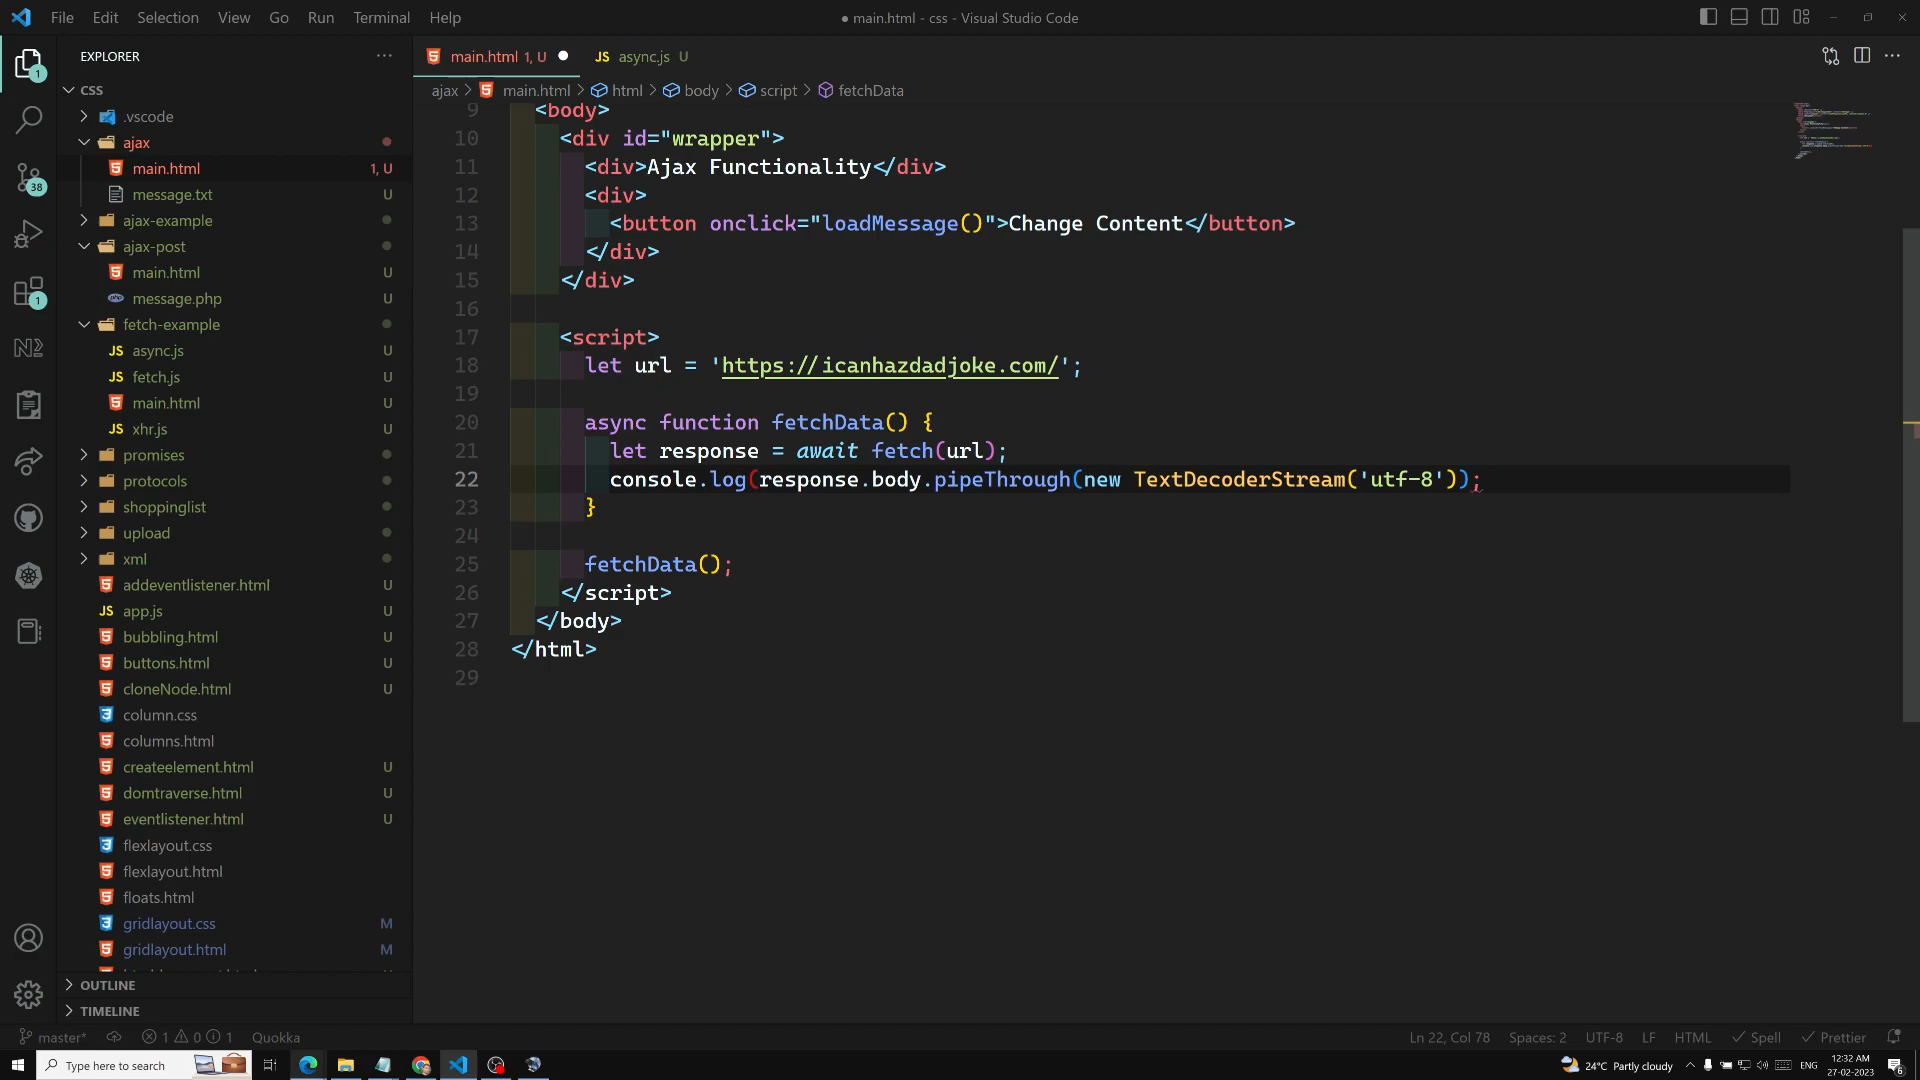 File Edit Selection View Go Run Terminal Help
● main.html - css - Visual Studio Code
EXPLORER
main.html 1, U
JS async.js U
ajax > main.html > html > body > script > fetchData
CSS
.vscode
ajax
main.html 1, U
message.txt U
ajax-example
ajax-post
main.html U
message.php U
fetch-example
JS async.js U
JS fetch.js U
main.html U
JS xhr.js U
promises
protocols
shoppinglist
upload
xml
addeventlistener.html U
JS app.js U
bubbling.html U
buttons.html U
cloneNode.html U
column.css
columns.html
createelement.html U
domtraverse.html U
eventlistener.html U
flexlayout.css
flexlayout.html
floats.html
gridlayout.css M
gridlayout.html M
OUTLINE
TIMELINE
9 <body>
10 <div id="wrapper">
11 <div>Ajax Functionality</div>
12 <div>
13 <button onclick="loadMessage()">Change Content</button>
14 </div>
15 </div>
16
17 <script>
18 let url = 'https://icanhazdadjoke.com/';
19
20 async function fetchData() {
21 let response = await fetch(url);
22 console.log(response.body.pipeThrough(new TextDecoderStream('utf-8'));
23 }
24
25 fetchData();
26 </script>
27 </body>
28 </html>
29
1
38
1
master* 1 0 1 Quokka
Ln 22, Col 78 Spaces: 2 UTF-8 LF HTML Spell Prettier
Type here to search
24°C Partly cloudy ENG 12:32 AM
27-02-2023
6